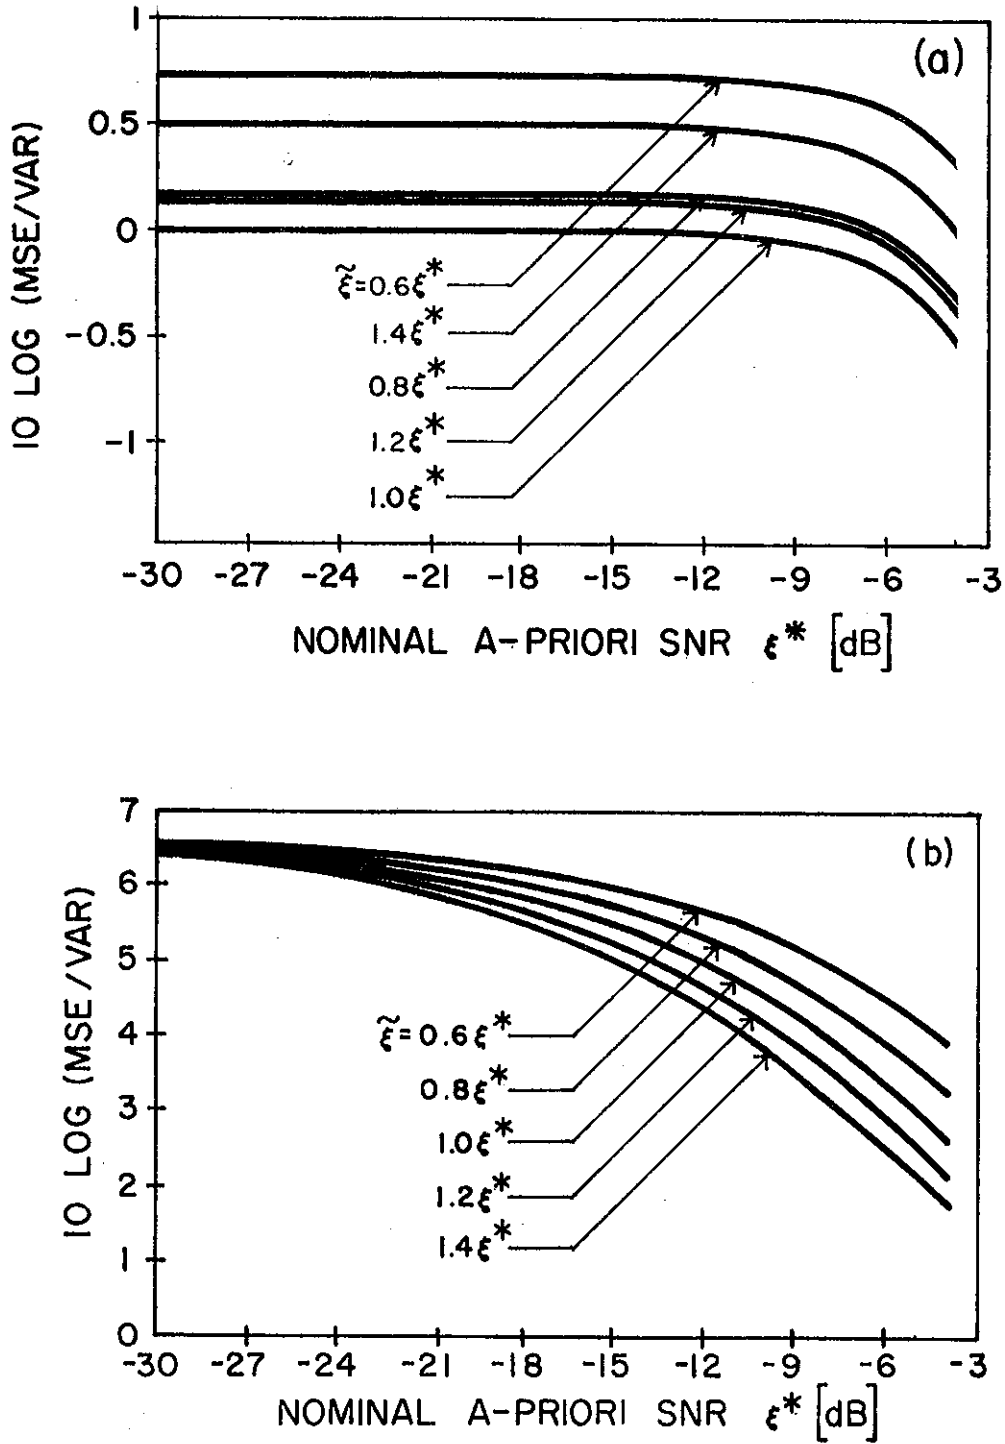 (a)
1
0.5
0
-0.5
-1
10 LOG (MSE/VAR)
ξ̃=0.6ξ*
1.4ξ*
0.8ξ*
1.2ξ*
1.0ξ*
-30 -27 -24 -21 -18 -15 -12 -9 -6 -3
NOMINAL A-PRIORI SNR ξ* [dB]
(b)
7
6
5
4
3
2
1
0
10 LOG (MSE/VAR)
ξ̃=0.6ξ*
0.8ξ*
1.0ξ*
1.2ξ*
1.4ξ*
-30 -27 -24 -21 -18 -15 -12 -9 -6 -3
NOMINAL A-PRIORI SNR ξ* [dB]